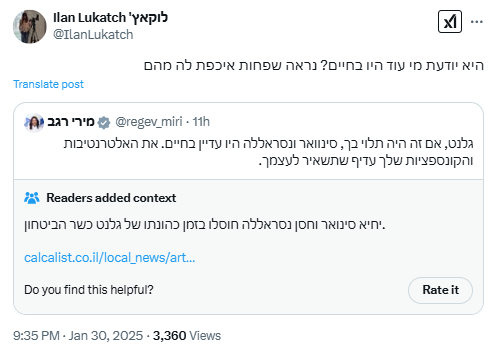 Ilan Lukatch לוקאץ'
@IlanLukatch
היא יודעת מי עוד היו בחיים? נראה שפחות איכפת לה מהם
Translate post
מירי רגב @regev_miri · 11h
גלנט, אם זה היה תלוי בך, סינוואר ונסראללה היו עדיין בחיים. את האלטרנטיבות
והקונספציות שלך עדיף שתשאיר לעצמך.
Readers added context
יחיא סינוואר וחסן נסראללה חוסלו בזמן כהונתו של גלנט כשר הביטחון.
calcalist.co.il/local_news/art...
Do you find this helpful?
Rate it
9:35 PM · Jan 30, 2025 · 3,360 Views